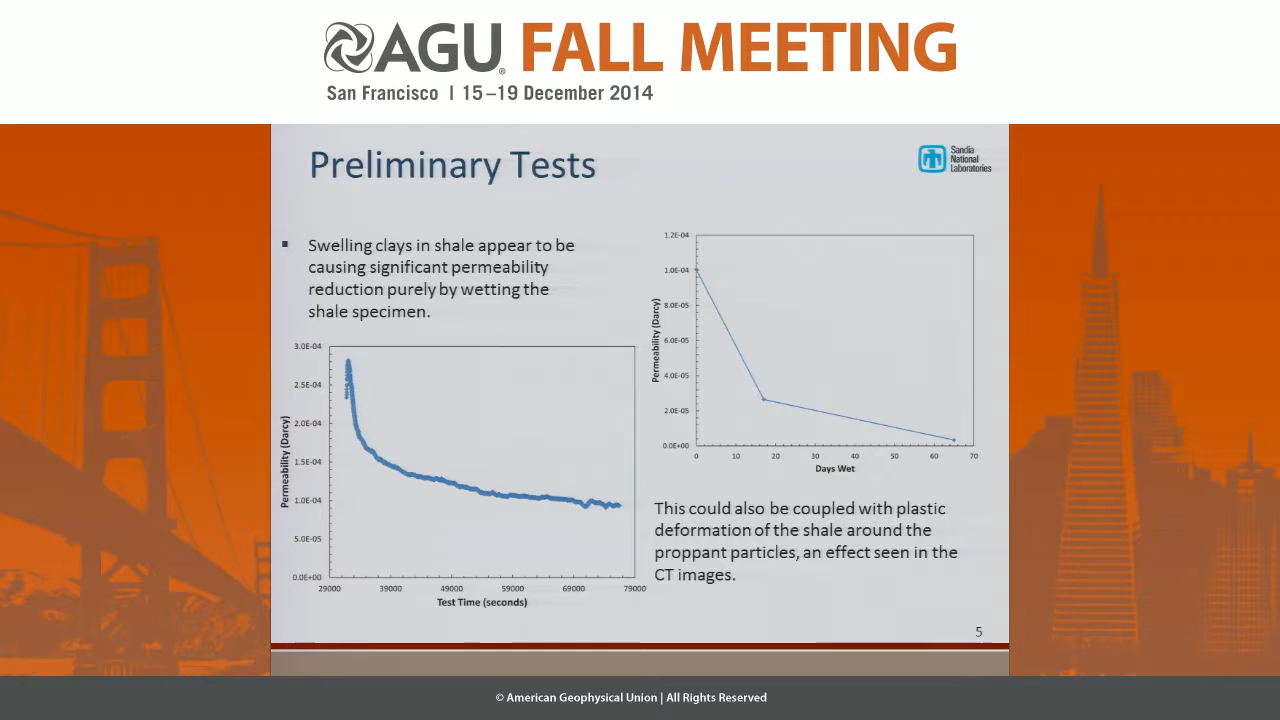 AGU® FALL MEETING
San Francisco | 15–19 December 2014
Preliminary Tests
Sandia
National
Laboratories
▪ Swelling clays in shale appear to be
causing significant permeability
reduction purely by wetting the
shale specimen.
3.0E-04
2.5E-04
2.0E-04
1.5E-04
1.0E-04
5.0E-05
0.0E+00
Permeability (Darcy)
29000 39000 49000 59000 69000 79000
Test Time (seconds)
1.2E-04
1.0E-04
8.0E-05
6.0E-05
4.0E-05
2.0E-05
0.0E+00
Permeability (Darcy)
0 10 20 30 40 50 60 70
Days Wet
This could also be coupled with plastic
deformation of the shale around the
proppant particles, an effect seen in the
CT images.
5
© American Geophysical Union | All Rights Reserved